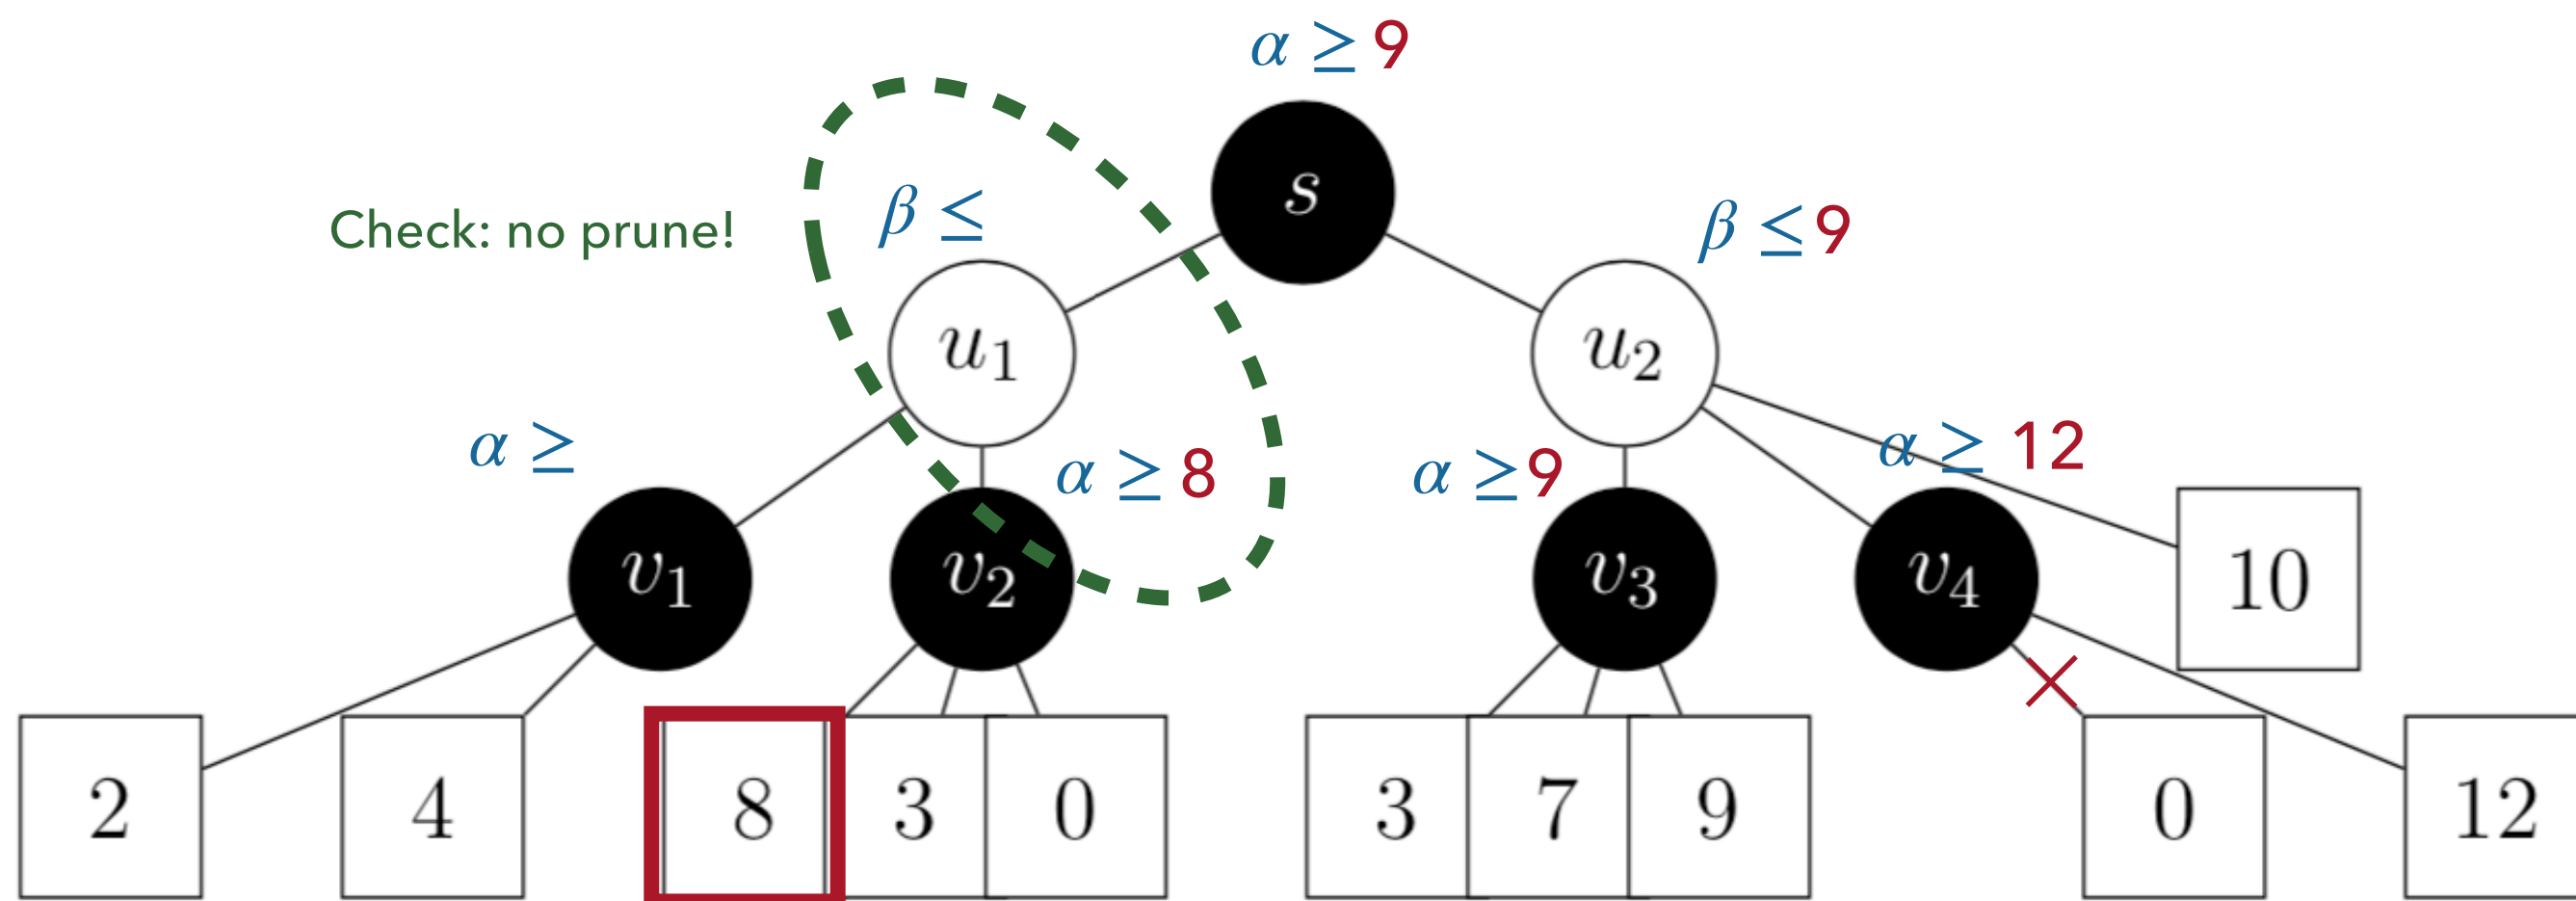 α ≥ 9
s
Check: no prune!
β ≤
β ≤ 9
u₁
u₂
α ≥
α ≥ 8
α ≥ 9
α ≥ 12
v₁
v₂
v₃
v₄
10
2
4
8
3
0
3
7
9
0
12